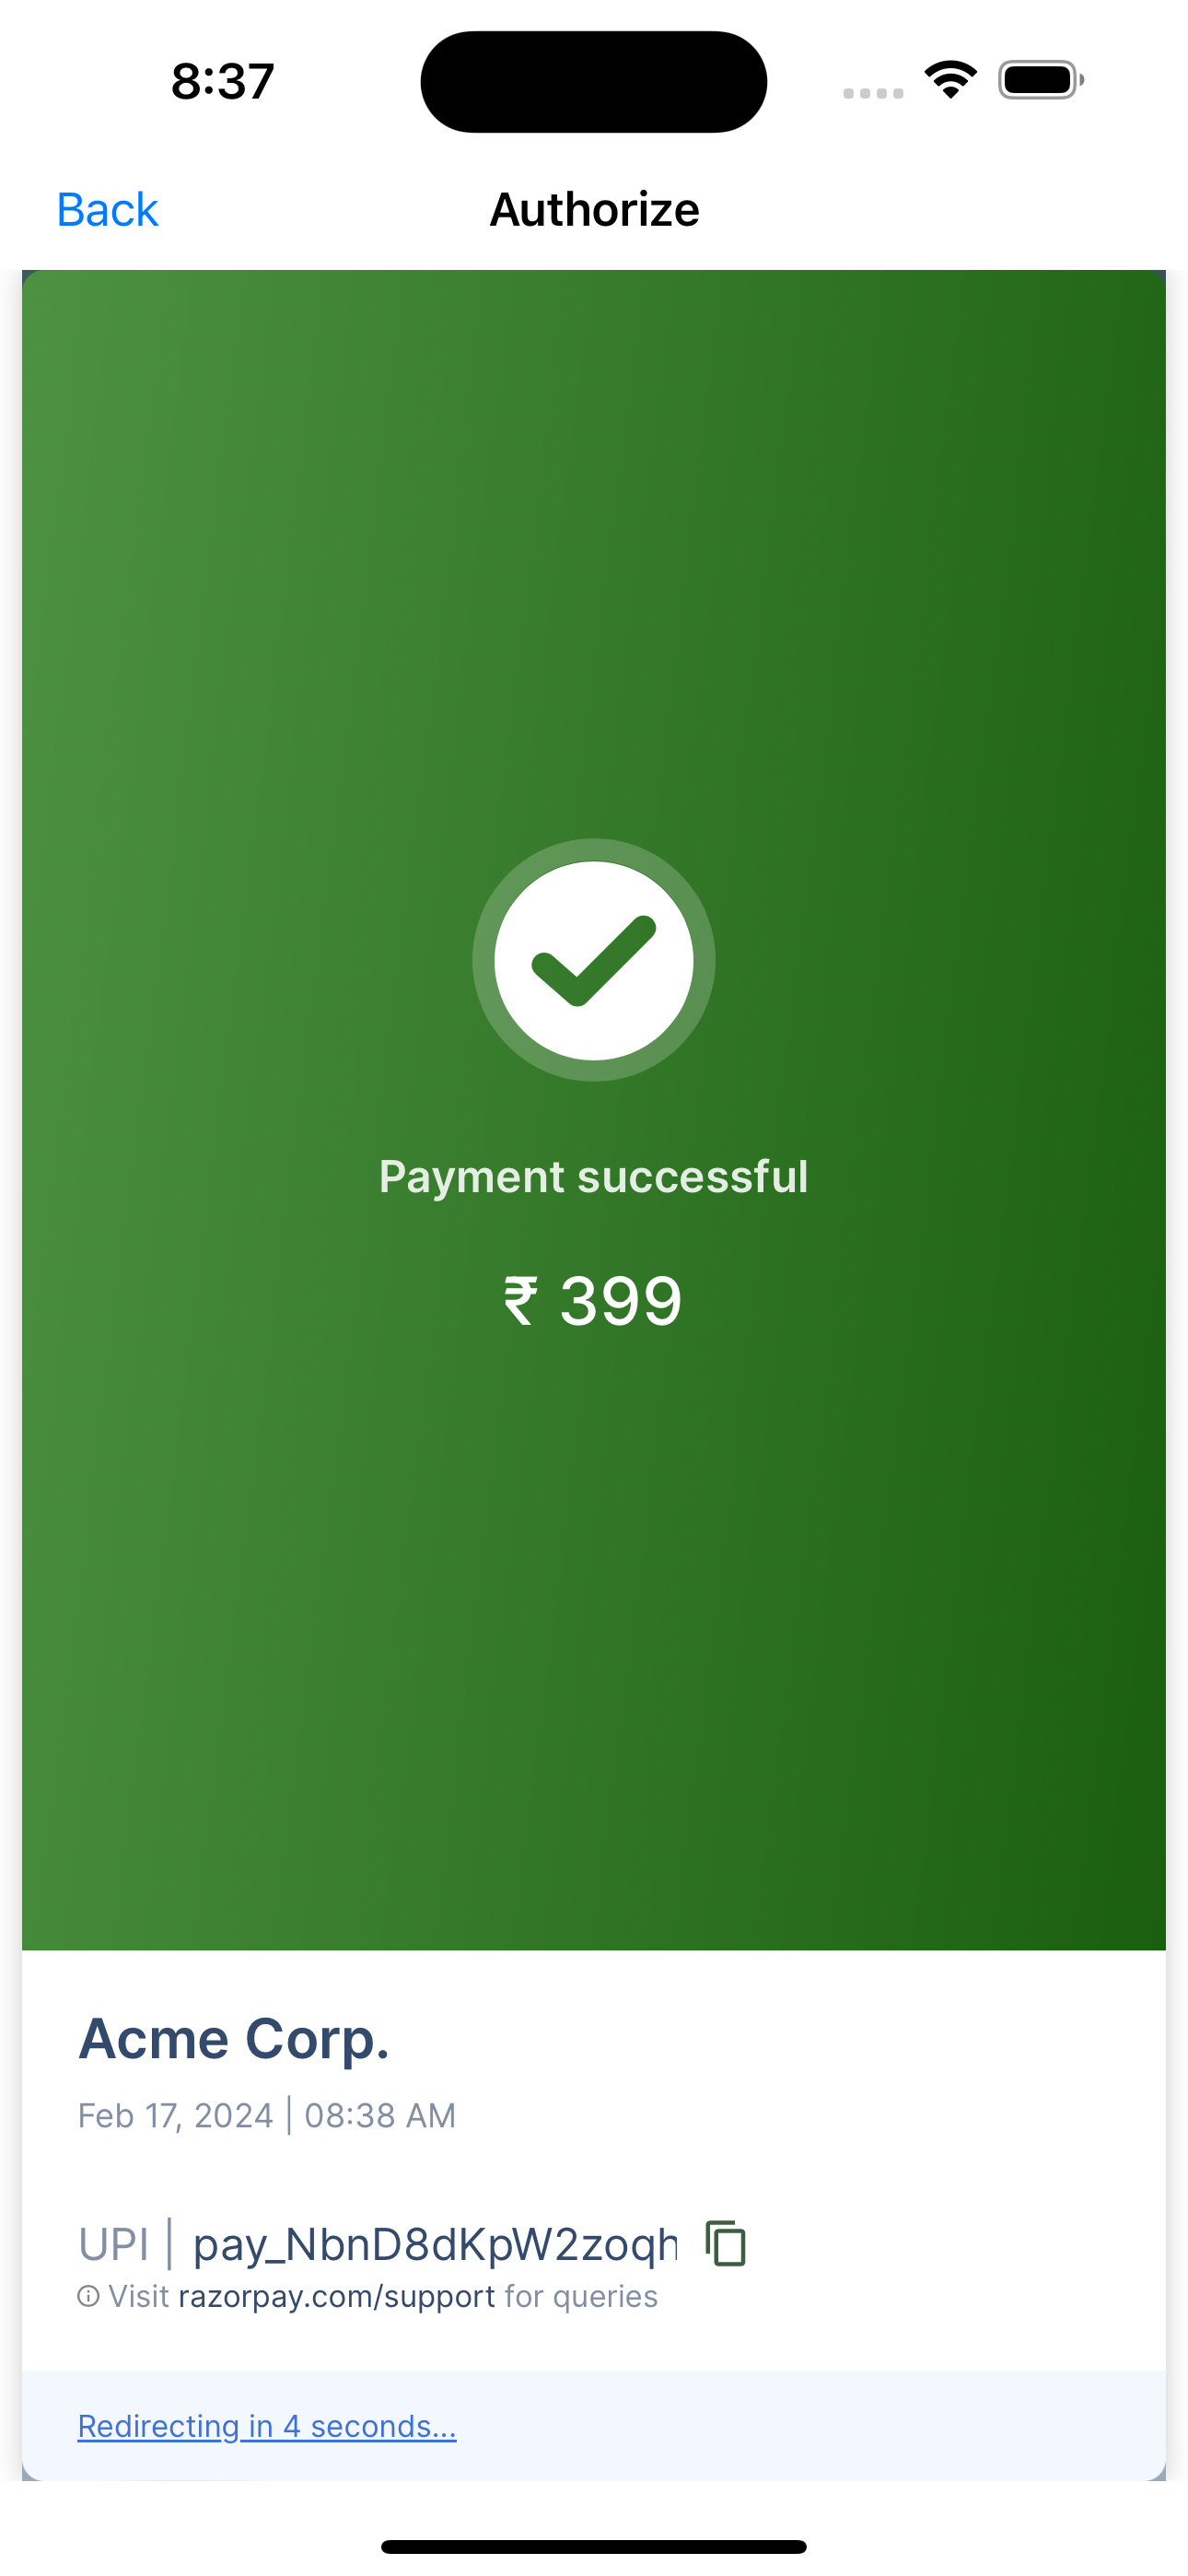 8:37
Back Authorize
Payment successful
₹ 399
Acme Corp.
Feb 17, 2024 | 08:38 AM
UPI | pay_NbnD8dKpW2zoqh
Visit razorpay.com/support for queries
Redirecting in 4 seconds...